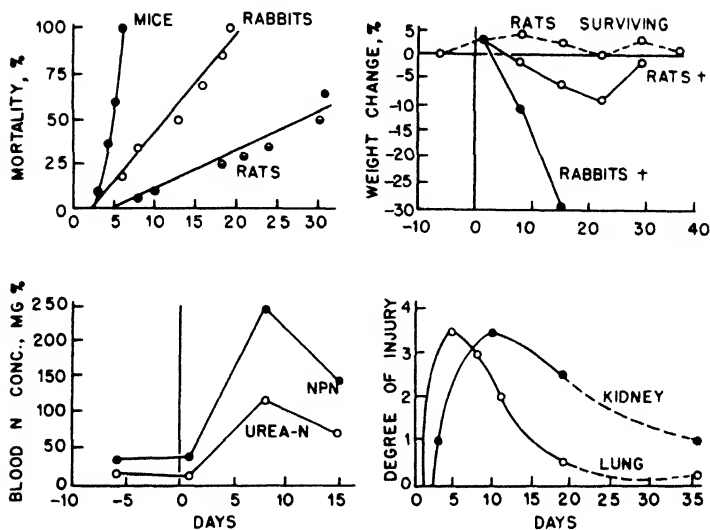 MICE
RABBITS
RATS
MORTALITY, %
100
75
50
25
0
0 5 10 15 20 25 30
RATS SURVIVING
RATS †
RABBITS †
WEIGHT CHANGE, %
5
0
-5
-10
-15
-20
-25
-30
-10 0 10 20 30 40
NPN
UREA-N
BLOOD N CONC., MG %
250
200
150
100
50
0
-10 -5 0 5 10 15
DAYS
KIDNEY
LUNG
DEGREE OF INJURY
4
3
2
1
0
0 5 10 15 20 25 35
DAYS